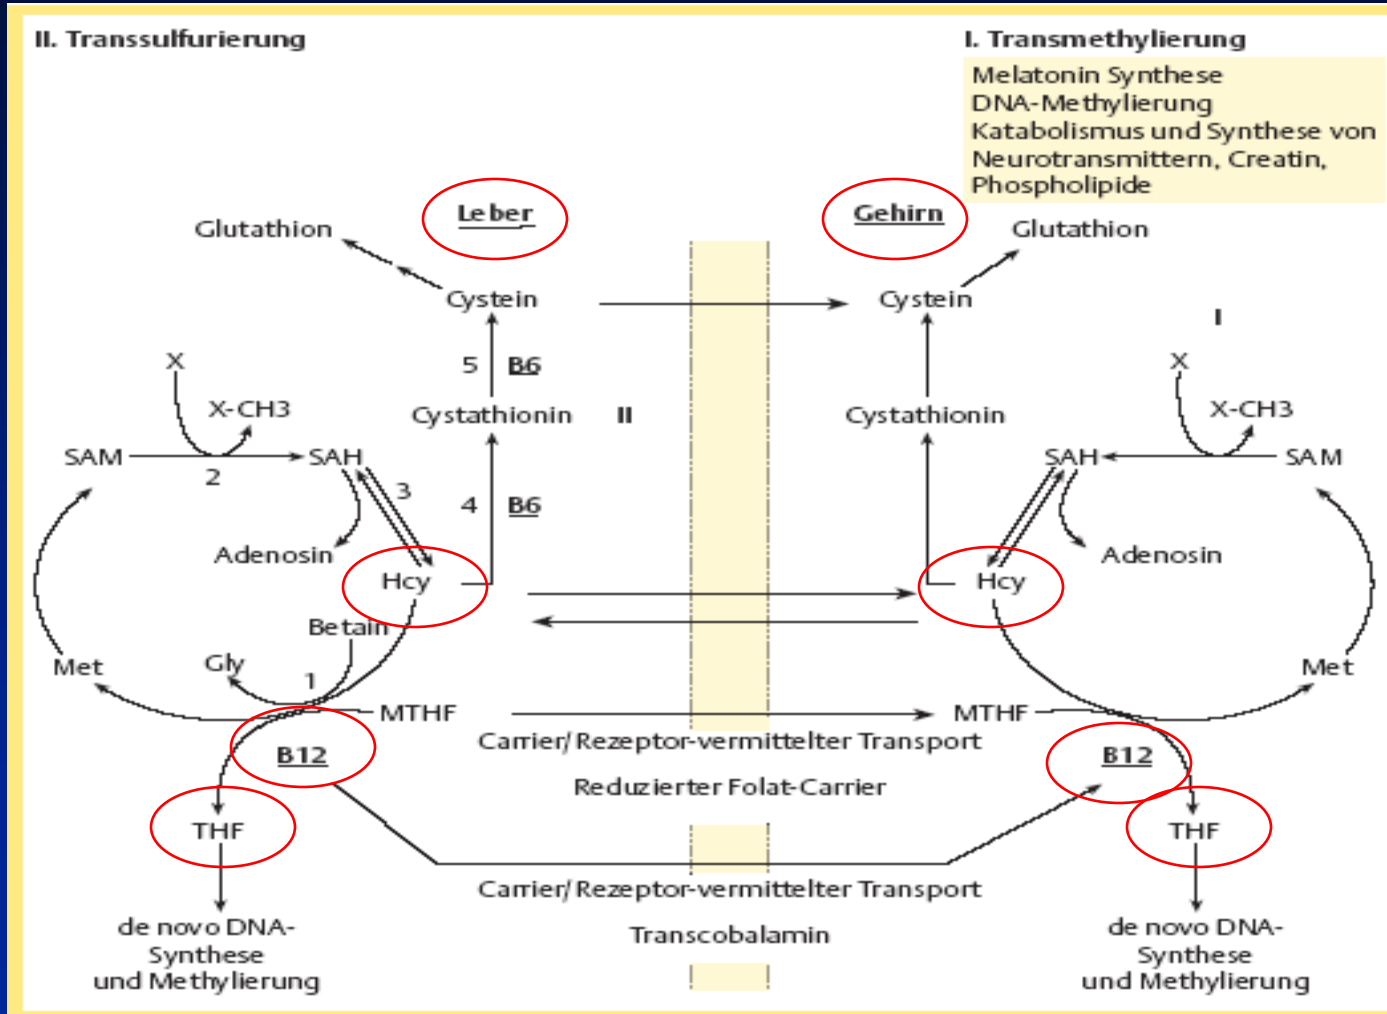 II. Transsulfurierung
I. Transmethylierung
Melatonin Synthese
DNA-Methylierung
Katabolismus und Synthese von
Neurotransmittern, Creatin,
Phospholipide
Leber
Gehirn
Glutathion
Glutathion
Cystein
Cystein
I
X
5 B6
X
X-CH3
Cystathionin
II
Cystathionin
X-CH3
SAM
2
SAH
3
4 B6
SAH
SAM
Adenosin
Adenosin
Hcy
Hcy
Betain
Met
Gly
1
Met
MTHF
MTHF
Carrier/Rezeptor-vermittelter Transport
B12
B12
Reduzierter Folat-Carrier
THF
THF
Carrier/Rezeptor-vermittelter Transport
Transcobalamin
de novo DNA-
Synthese
und Methylierung
de novo DNA-
Synthese
und Methylierung